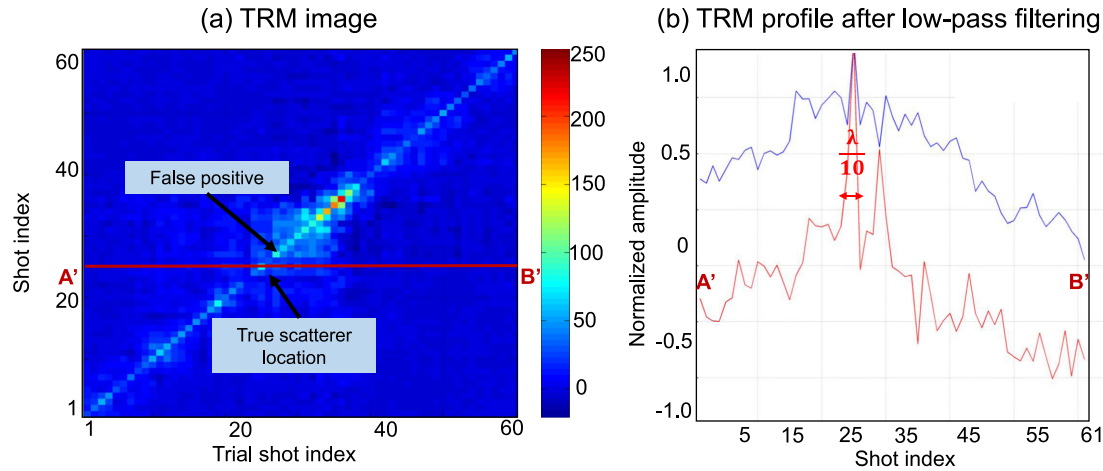 (a) TRM image
60
40
20
1
Shot index
A'
B'
False positive
True scatterer
location
1
20
40
60
Trial shot index
250
200
150
100
50
0
(b) TRM profile after low-pass filtering
1.0
0.5
0
-0.5
-1.0
Normalized amplitude
λ
10
A'
B'
5
15
25
35
45
55
61
Shot index